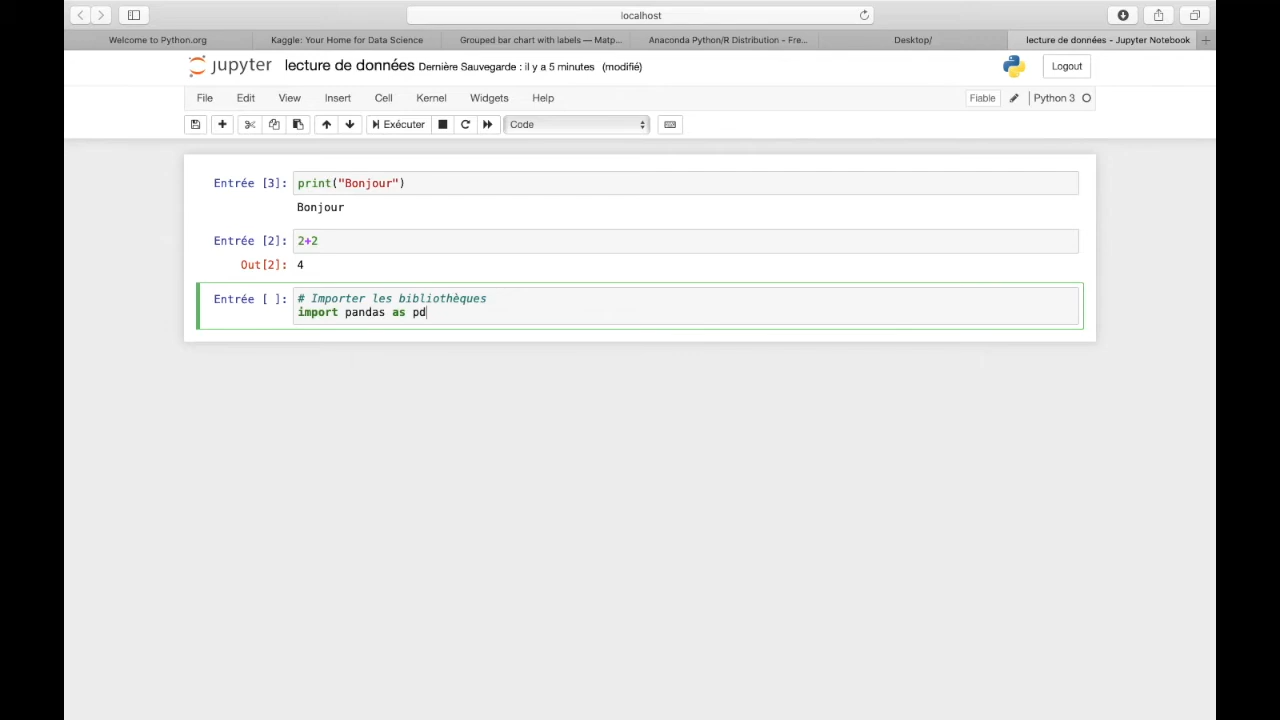 localhost
Welcome to Python.org
Kaggle: Your Home for Data Science
Grouped bar chart with labels — Matp...
Anaconda Python/R Distribution - Fre...
Desktop/
lecture de données - Jupyter Notebook
jupyter lecture de données Dernière Sauvegarde : il y a 5 minutes (modifié)
Logout
File Edit View Insert Cell Kernel Widgets Help
Fiable
Python 3
Exécuter
Code
Entrée [3]: print("Bonjour")
Bonjour
Entrée [2]: 2+2
Out[2]: 4
Entrée [ ]: # Importer les bibliothèques
import pandas as pd